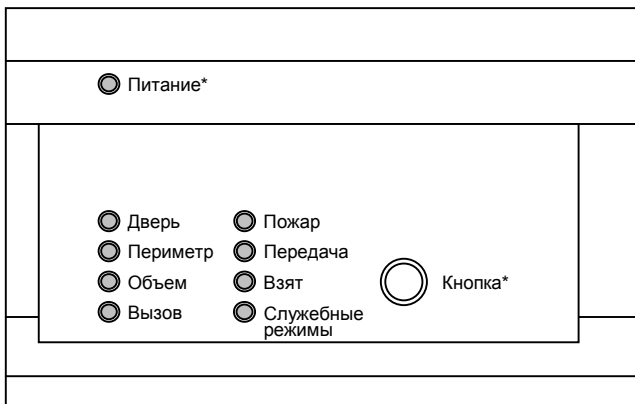 Питание*
Дверь
Периметр
Объем
Вызов
Пожар
Передача
Взят
Служебные
режимы
Кнопка*